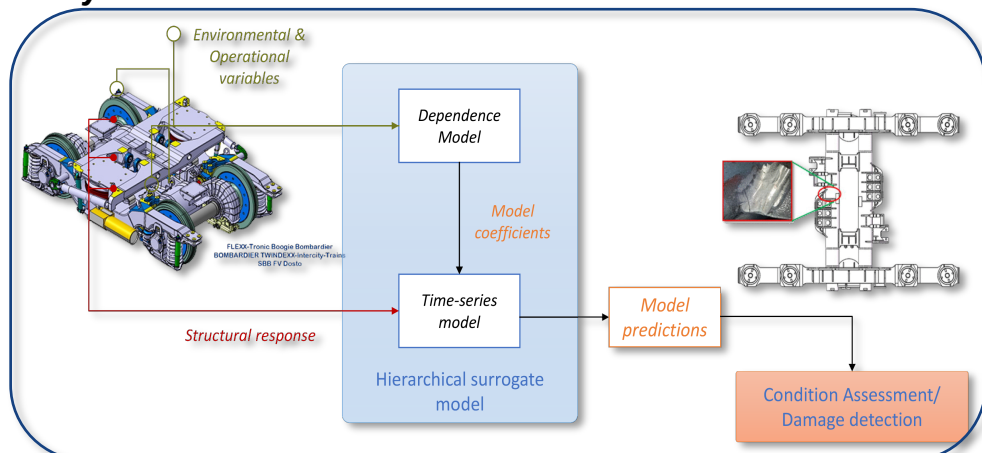 Environmental &
Operational
variables
Dependence
Model
FLEXX-Tronic Boogie Bombardier
BOMBARDIER TWINDEXX-Intercity-Trains
SBB FV Dosto
Model
coefficients
Time-series
model
Structural response
Model
predictions
Hierarchical surrogate
model
Condition Assessment/
Damage detection